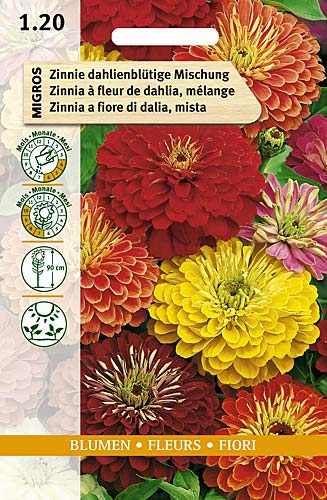 1.20
MIGROS
Zinnie dahlienblütige Mischung
Zinnia à fleur de dahlia, mélange
Zinnia a fiore di dalia, mista
Mois • Monate • Mesi
Mois • Monate • Mesi
90 cm
BLUMEN • FLEURS • FIORI